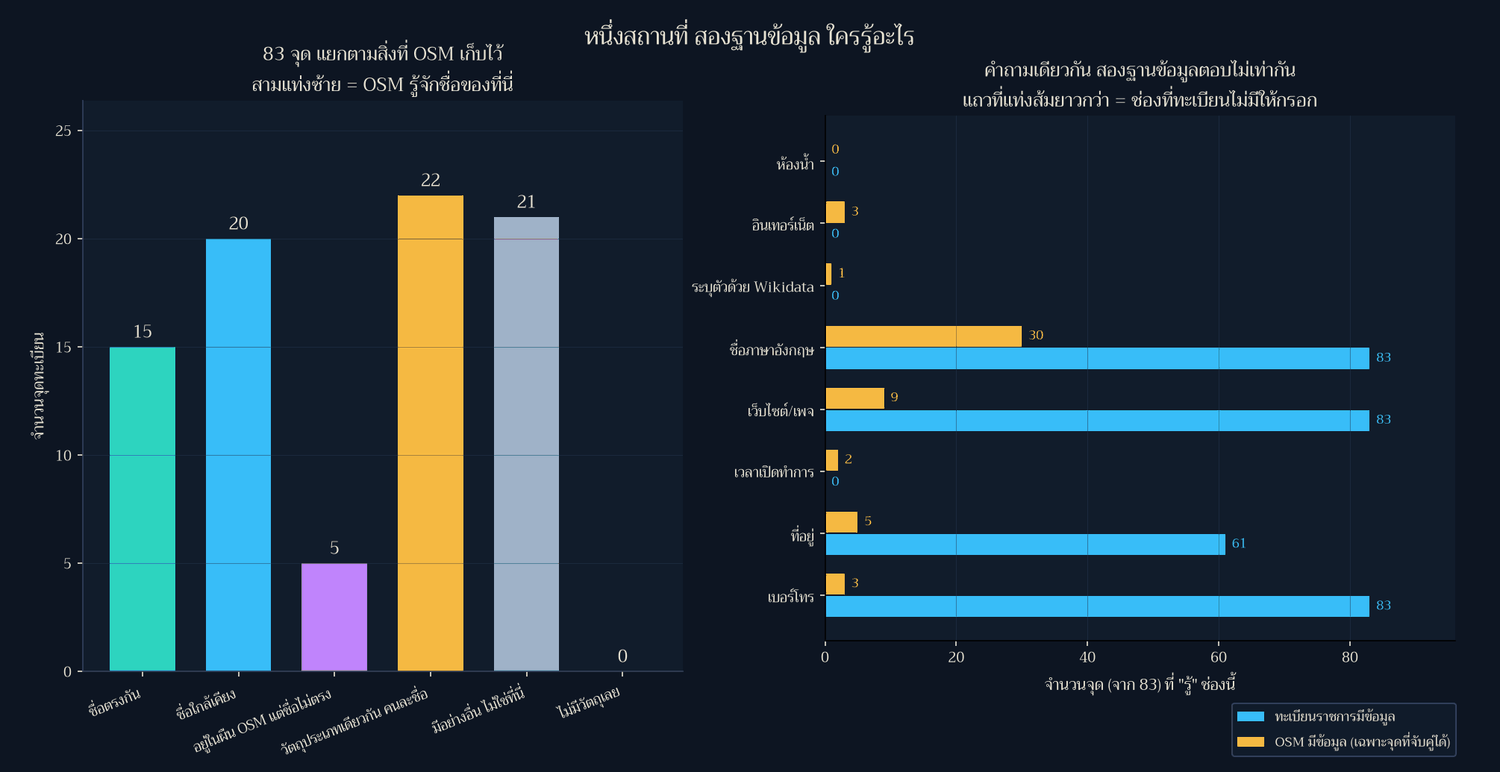 หนึ่งสถานที่ สองฐานข้อมูล ใครรู้อะไร
83 จุด แยกตามสิ่งที่ OSM เก็บไว้
สามแท่งซ้าย = OSM รู้จักชื่อของที่นี่
จำนวนจุดทะเบียน
25
20
15
10
5
0
15
20
5
22
21
0
ชื่อตรงกัน
ชื่อใกล้เคียง
อยู่ในผืน OSM แต่ชื่อไม่ตรง
วัตถุประเภทเดียวกัน คนละชื่อ
มีอย่างอื่น ไม่ใช่ที่นี่
ไม่มีวัตถุเลย
คำถามเดียวกัน สองฐานข้อมูลตอบไม่เท่ากัน
แถวที่แท่งส้มยาวกว่า = ช่องที่ทะเบียนไม่มีให้กรอก
ห้องน้ำ
0
0
อินเทอร์เน็ต
3
0
ระบุตัวด้วย Wikidata
1
0
ชื่อภาษาอังกฤษ
30
83
เว็บไซต์/เพจ
9
83
เวลาเปิดทำการ
2
0
ที่อยู่
5
61
เบอร์โทร
3
83
0
20
40
60
80
จำนวนจุด (จาก 83) ที่ "รู้" ช่องนี้
ทะเบียนราชการมีข้อมูล
OSM มีข้อมูล (เฉพาะจุดที่จับคู่ได้)